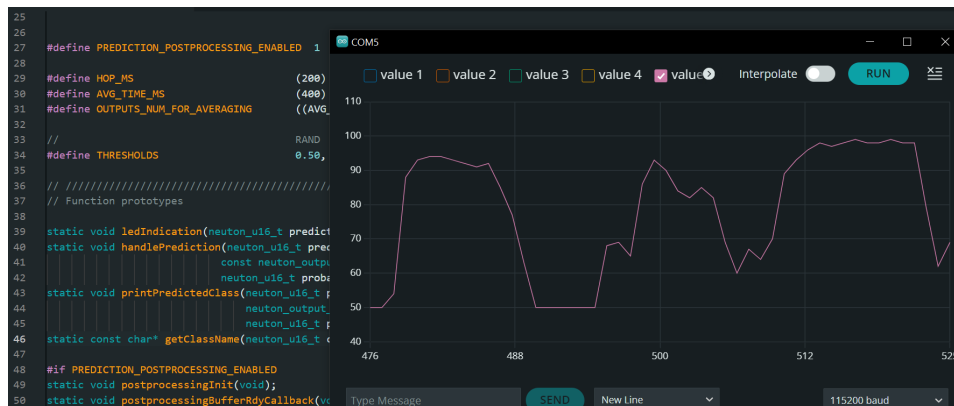 25
26
27 #define PREDICTION_POSTPROCESSING_ENABLED 1
28
29 #define HOP_MS (200)
30 #define AVG_TIME_MS (400)
31 #define OUTPUTS_NUM_FOR_AVERAGING ((AVG_
32
33 // RAND
34 #define THRESHOLDS 0.50,
35
36 // //////////////////////////////////////////
37 // Function prototypes
38
39 static void ledIndication(neuton_u16_t predict
40 static void handlePrediction(neuton_u16_t pred
41 const neuton_outpu
42 neuton_u16_t proba
43 static void printPredictedClass(neuton_u16_t p
44 neuton_output_
45 neuton_u16_t p
46 static const char* getClassName(neuton_u16_t c
47
48 #if PREDICTION_POSTPROCESSING_ENABLED
49 static void postprocessingInit(void);
50 static void postprocessingBufferRdyCallback(vo
COM5
value 1 value 2 value 3 value 4 value
Interpolate RUN
110
100
90
80
70
60
50
40
476 488 500 512 525
Type Message SEND New Line 115200 baud